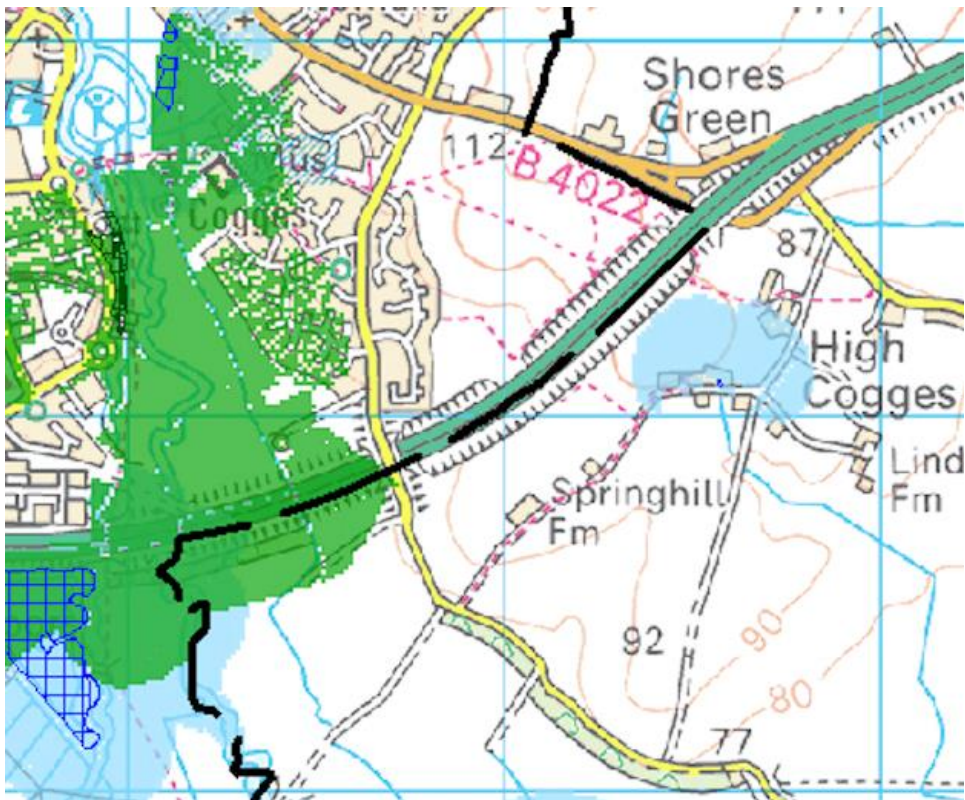 Shores
Green
112
B 4022
Cogges
87
High
Cogges
Lind
Fm
Springhill
Fm
92
90
80
77